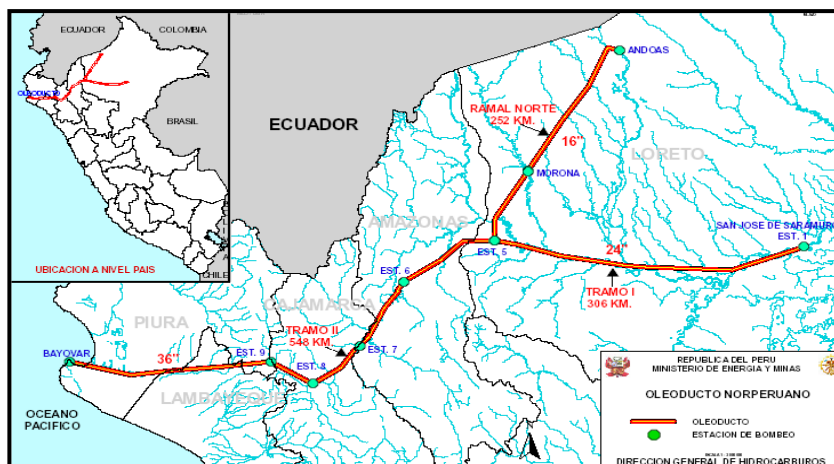 ECUADOR
COLOMBIA
OLEODUCTO
BRASIL
CHILE
UBICACION A NIVEL PAIS
ECUADOR
ANDOAS
RAMAL NORTE
252 KM.
16"
LORETO
MORONA
AMAZONAS
SAN JOSE DE SARAMURO
EST. 1
EST. 5
24"
TRAMO I
306 KM.
EST. 6
CAJAMARCA
PIURA
TRAMO II
548 KM.
EST. 7
BAYOVAR
36"
EST. 9
EST. 8
LAMBAYEQUE
OCEANO
PACIFICO
REPUBLICA DEL PERU
MINISTERIO DE ENERGIA Y MINAS
OLEODUCTO NORPERUANO
OLEODUCTO
ESTACION DE BOMBEO
DIRECCION GENERAL DE HIDROCARBUROS